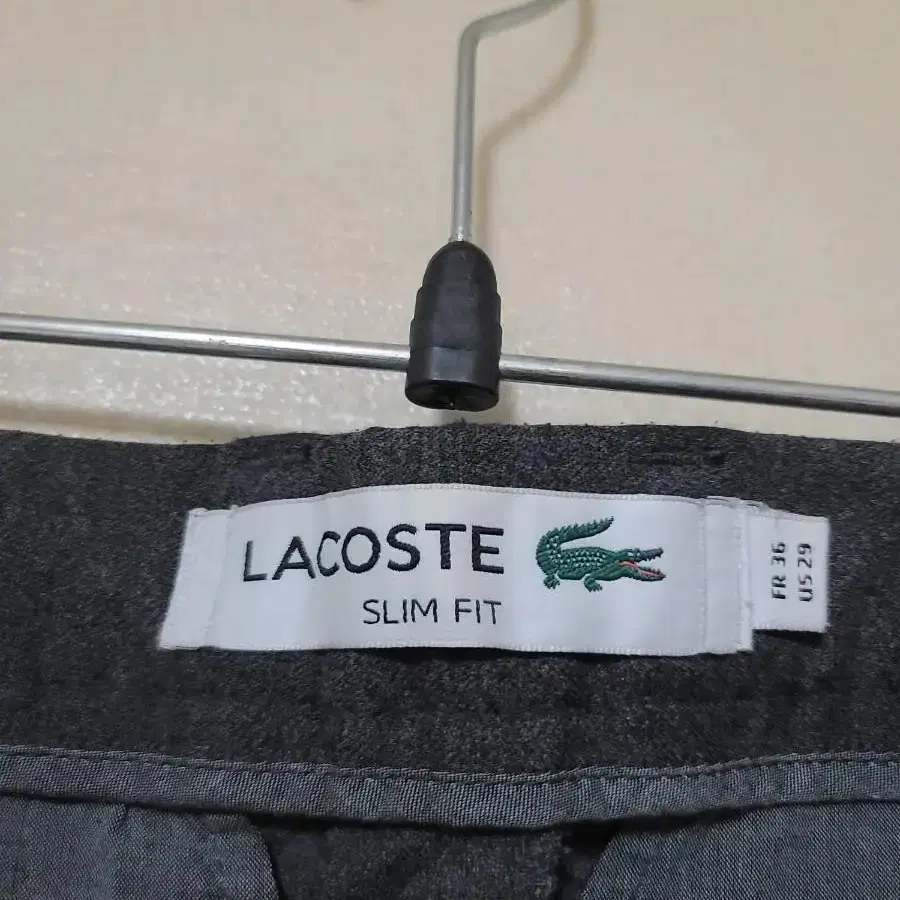 LACOSTE
SLIM FIT
FR 36
US 29